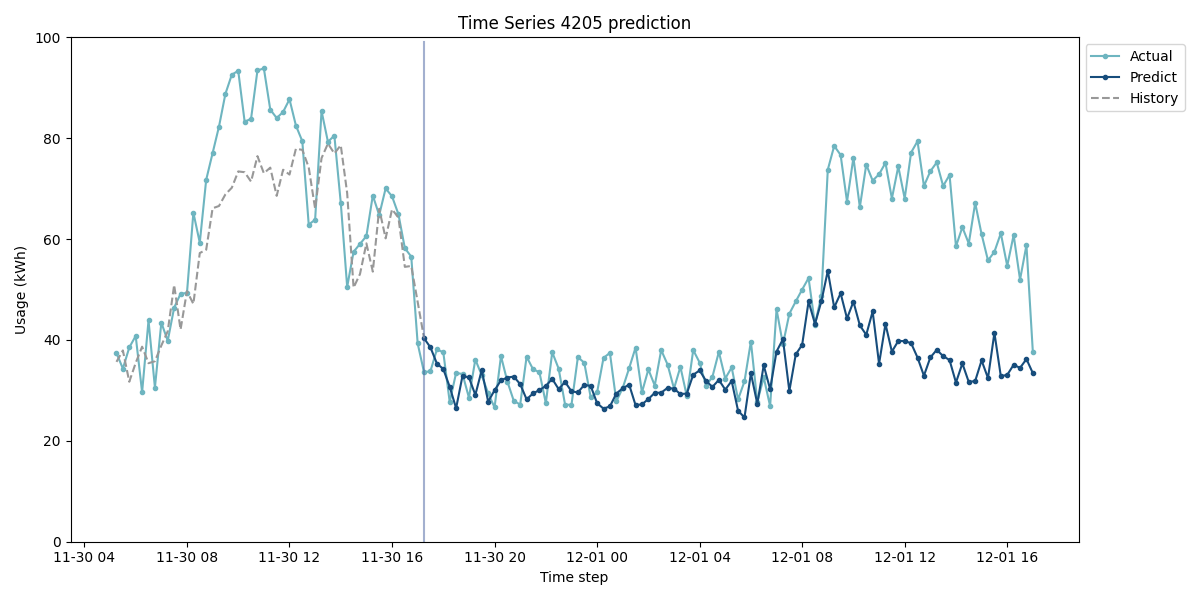 Time Series 4205 prediction
Usage (kWh)
100
80
60
40
20
0
11-30 04
11-30 08
11-30 12
11-30 16
11-30 20
12-01 00
12-01 04
12-01 08
12-01 12
12-01 16
Time step
Actual
Predict
History